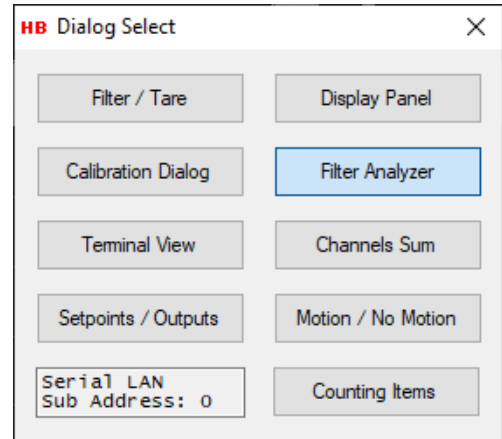 HB Dialog Select
Filter / Tare
Display Panel
Calibration Dialog
Filter Analyzer
Terminal View
Channels Sum
Setpoints / Outputs
Motion / No Motion
Serial LAN
Sub Address: 0
Counting Items